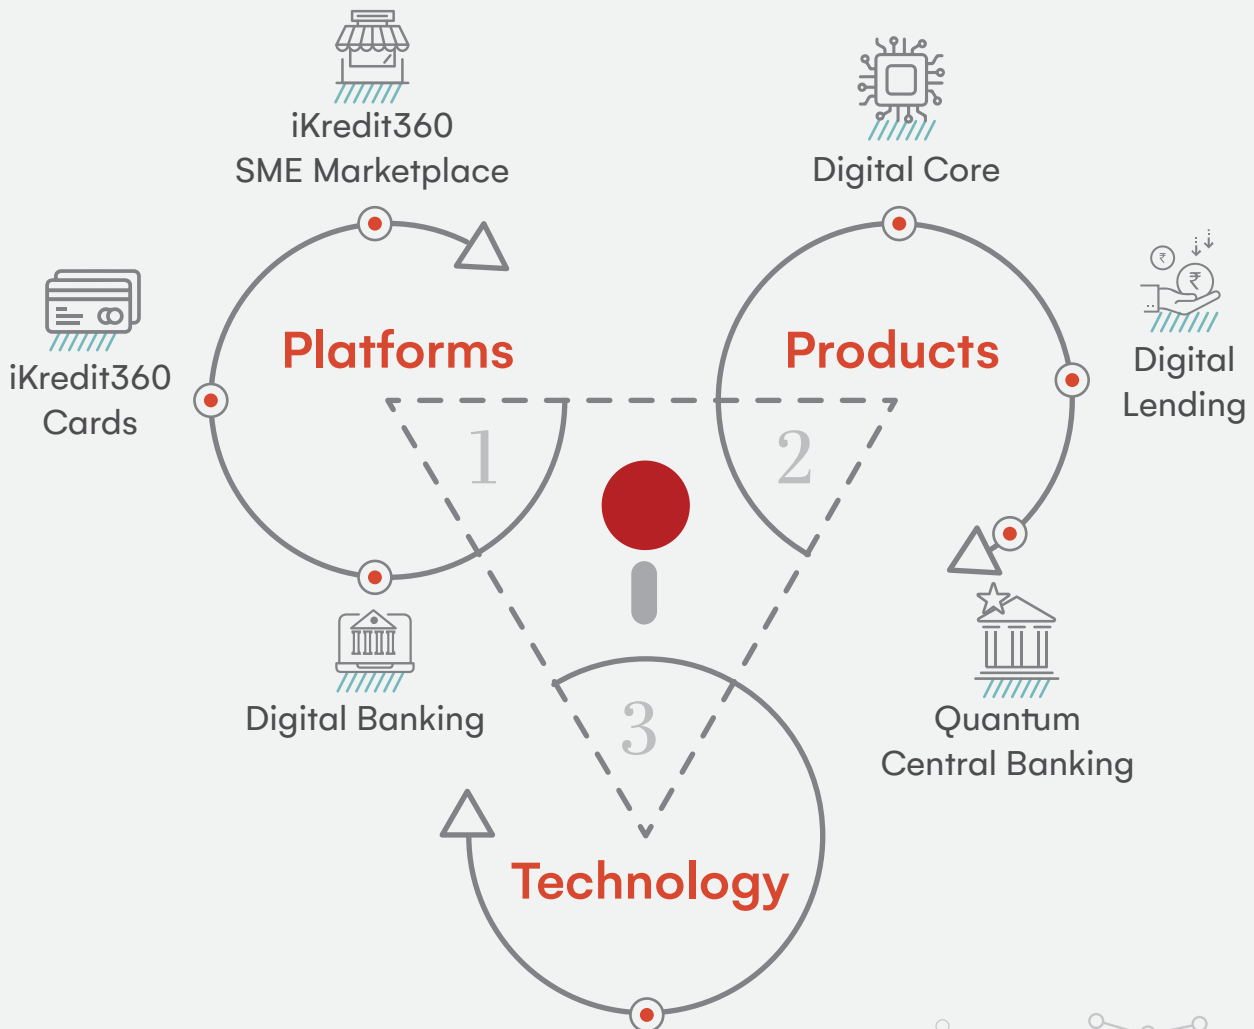 iKredit360
SME Marketplace
Digital Core
Platforms
Products
iKredit360
Cards
Digital
Lending
1
2
Digital Banking
3
Quantum
Central Banking
Technology
₹
₹